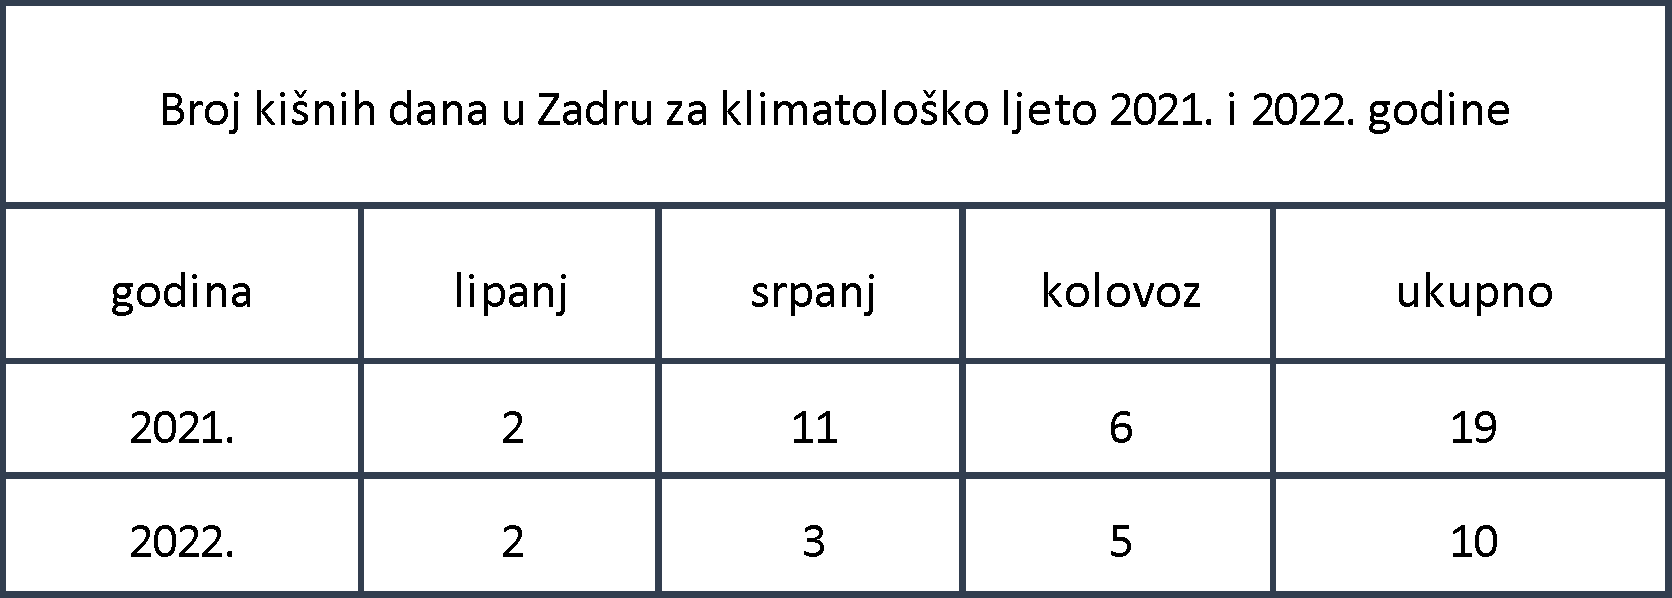 Broj kišnih dana u Zadru za klimatološko ljeto 2021. i 2022. godine
godina lipanj srpanj kolovoz ukupno
2021. 2 11 6 19
2022. 2 3 5 10